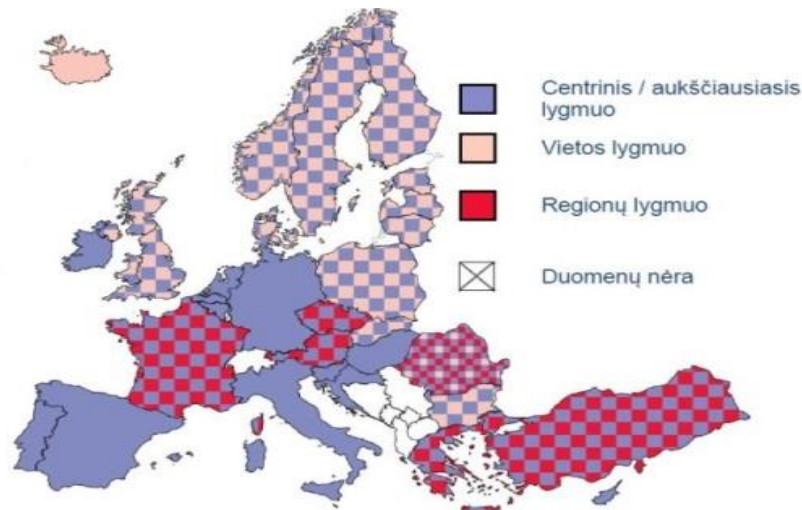 Centrinis / aukščiausiasis
lygmuo
Vietos lygmuo
Regionų lygmuo
Duomenų nėra